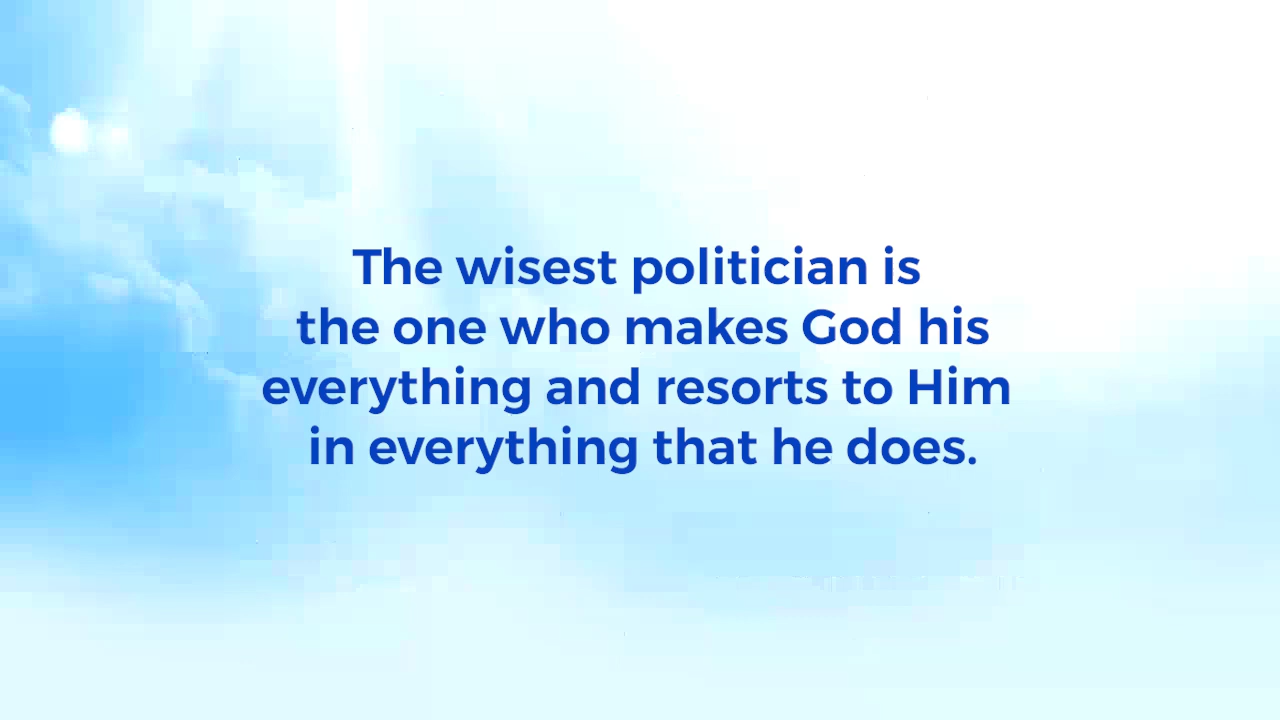 The wisest politician is
the one who makes God his
everything and resorts to Him
in everything that he does.